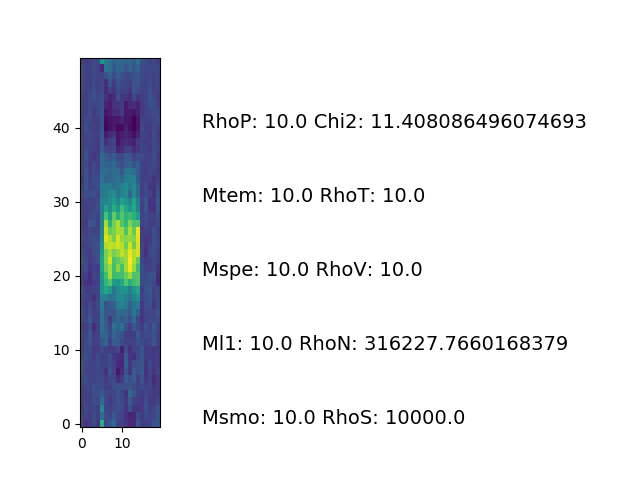 RhoP: 10.0 Chi2: 11.408086496074693
40
Mtem: 10.0 RhoT: 10.0
30
Mspe: 10.0 RhoV: 10.0
20
Ml1: 10.0 RhoN: 316227.7660168379
10
Msmo: 10.0 RhoS: 10000.0
0
0 10